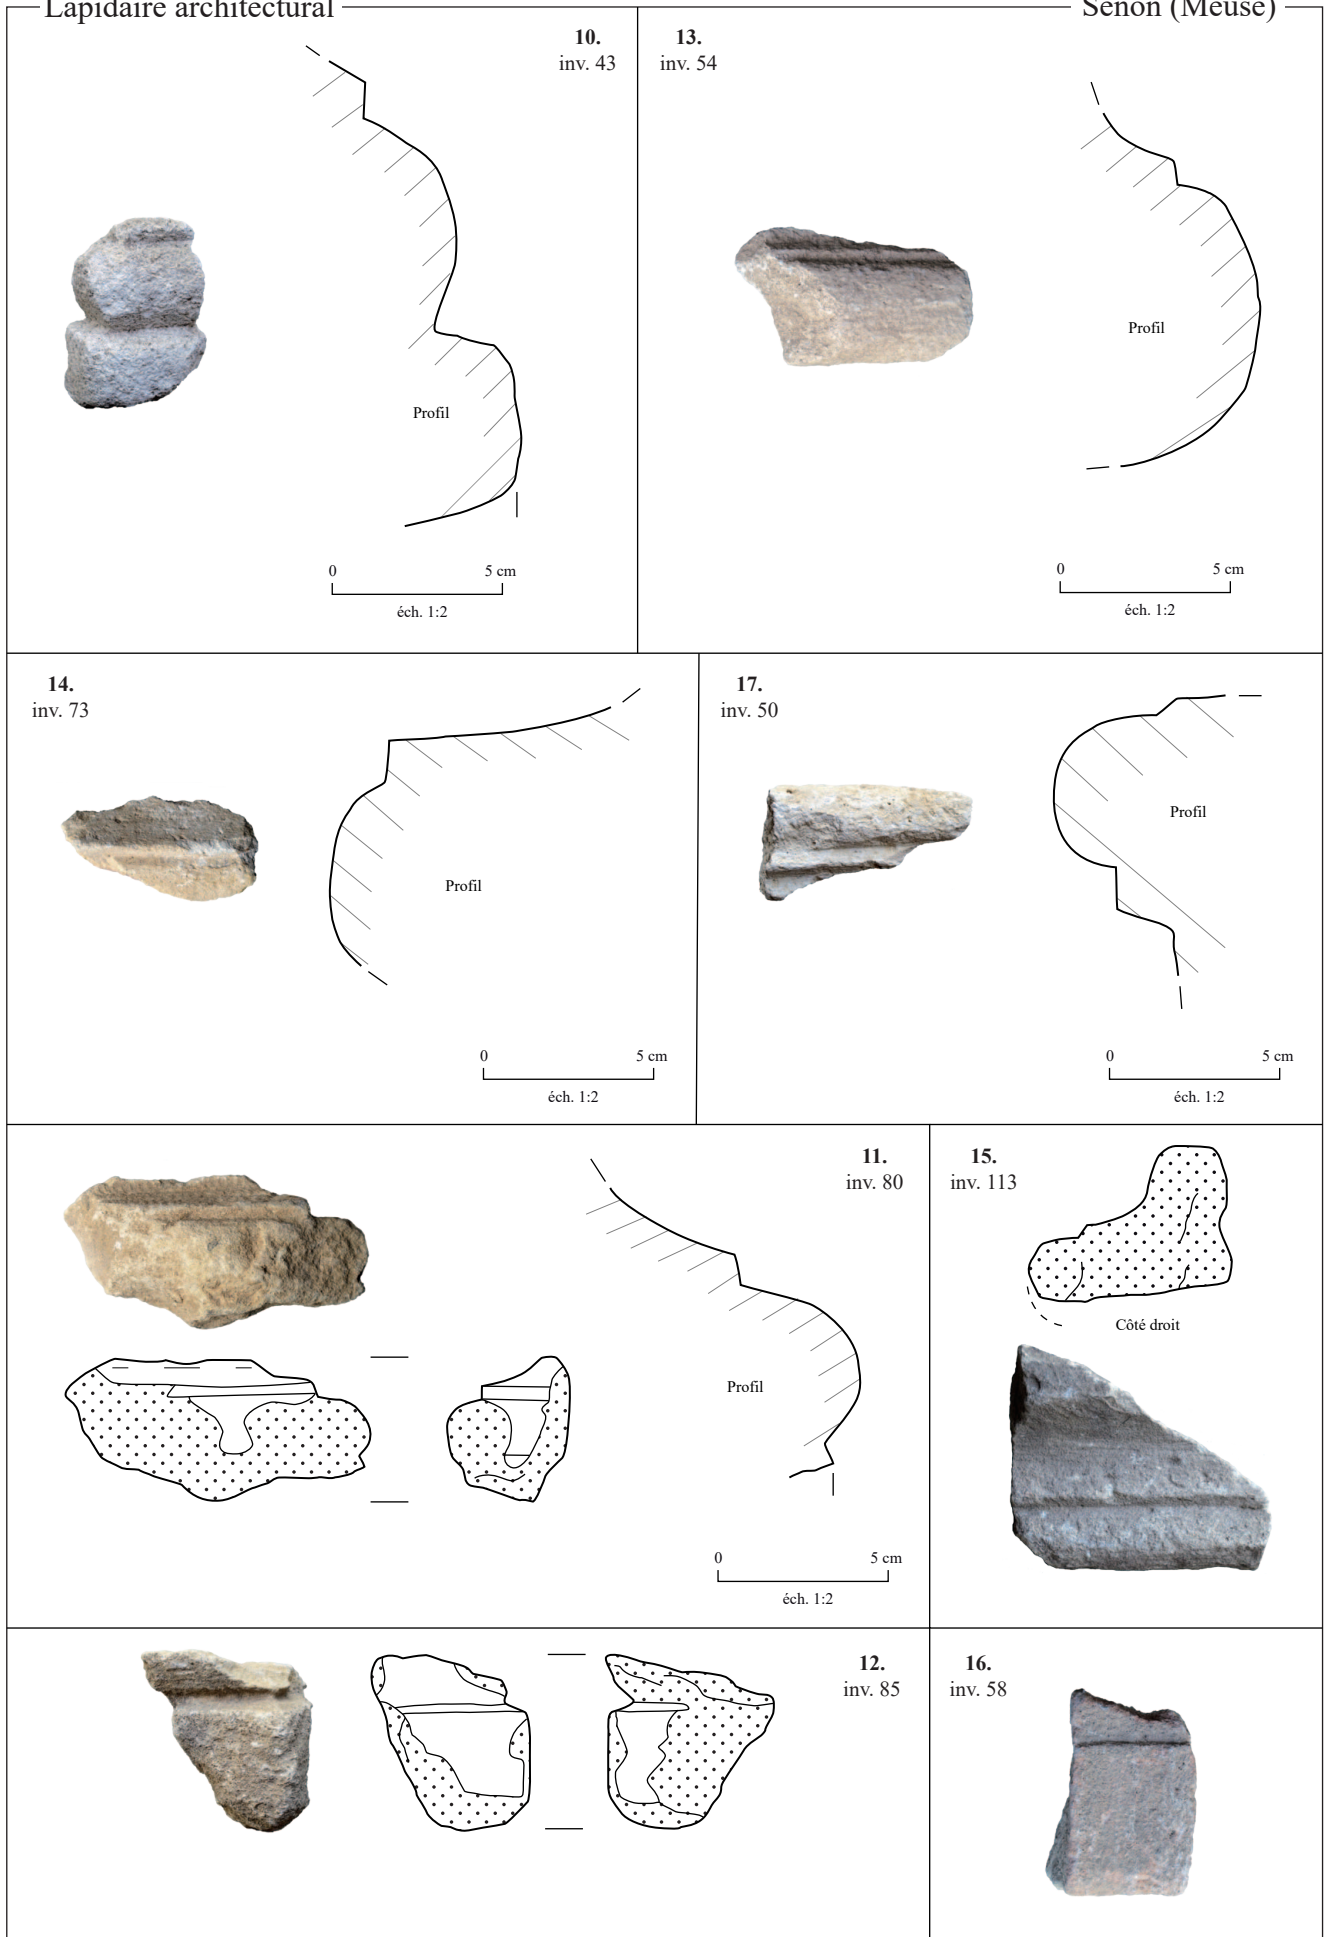 Lapidaire architectural
Senon (Meuse)
10.
inv. 43
Profil
0 5 cm
éch. 1:2
13.
inv. 54
Profil
0 5 cm
éch. 1:2
14.
inv. 73
Profil
0 5 cm
éch. 1:2
17.
inv. 50
Profil
0 5 cm
éch. 1:2
11.
inv. 80
Profil
0 5 cm
éch. 1:2
15.
inv. 113
Côté droit
12.
inv. 85
16.
inv. 58